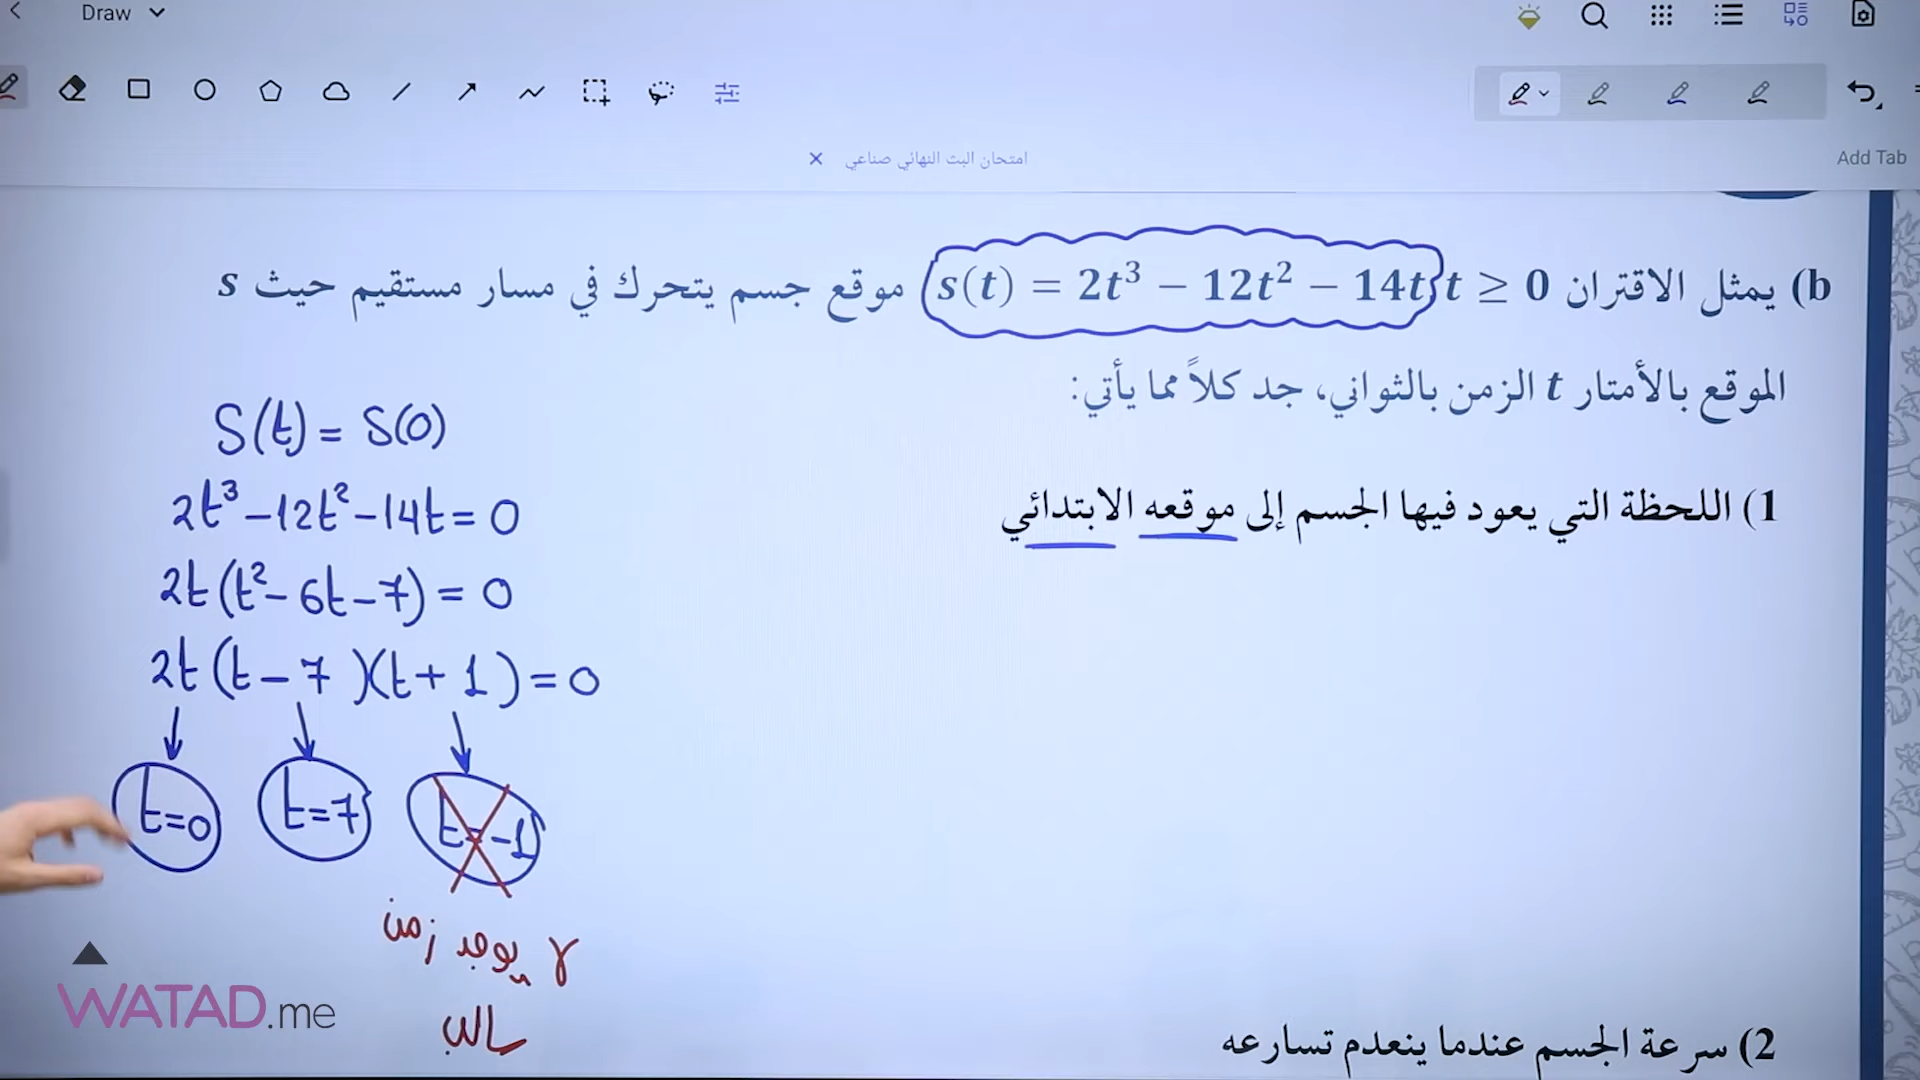 Draw
امتحان البت النهائي صناعي
Add Tab
b) يمثل الاقتران s(t) = 2t³ − 12t² − 14t, t ≥ 0 موقع جسم يتحرك في مسار مستقيم حيث s
الموقع بالأمتار t الزمن بالثواني، جد كلاً مما يأتي:
1) اللحظة التي يعود فيها الجسم إلى موقعه الابتدائي
S(t) = S(0)
2t³ − 12t² − 14t = 0
2t(t² − 6t − 7) = 0
2t(t − 7)(t + 1) = 0
t=0 t=7 t=-1
لا يوجد زمن
سالب
WATAD.me
2) سرعة الجسم عندما ينعدم تسارعه